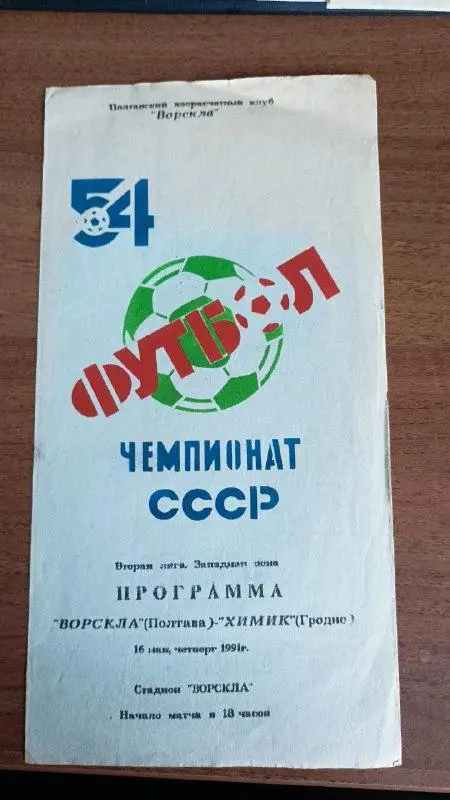 Полтавский хозрасчетный клуб
"Ворскла"
54
ФУТБОЛ
ЧЕМПИОНАТ
СССР
Вторая лига. Западная зона
ПРОГРАММА
"ВОРСКЛА"(Полтава)-"ХИМИК"(Гродно)
16 мая, четверг 1991г.
Стадион "ВОРСКЛА"
Начало матча в 18 часов